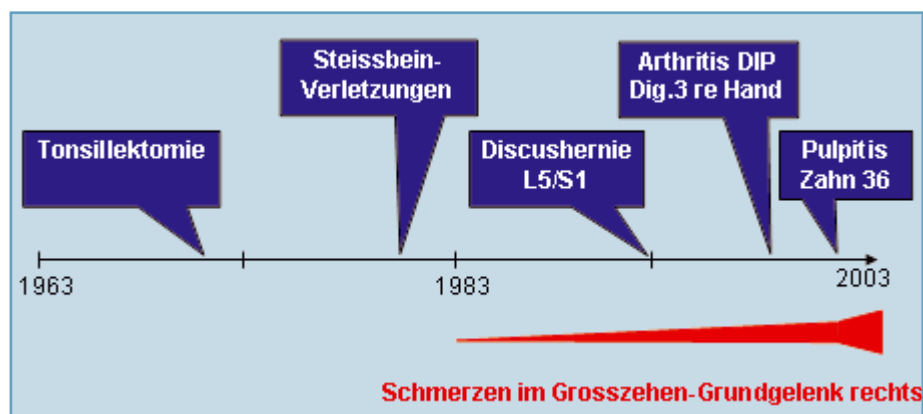 Tonsillektomie
Steissbein-
Verletzungen
Discushernie
L5/S1
Arthritis DIP
Dig.3 re Hand
Pulpitis
Zahn 36
1963
1983
2003
Schmerzen im Grosszehen-Grundgelenk rechts